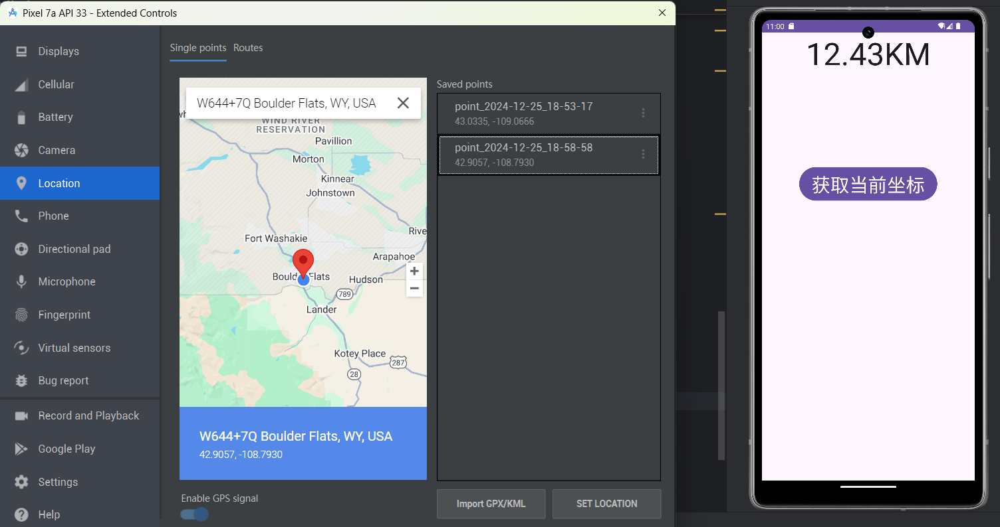 Pixel 7a API 33 - Extended Controls
Displays
Cellular
Battery
Camera
Location
Phone
Directional pad
Microphone
Fingerprint
Virtual sensors
Bug report
Record and Playback
Google Play
Settings
Help
Single points
Routes
W644+7Q Boulder Flats, WY, USA
WIND RIVER
RESERVATION
Pavillion
Morton
Kinnear
Johnstown
Fort Washakie
Arapahoe
Boulder Flats
Hudson
789
Lander
Kotey Place
287
28
W644+7Q Boulder Flats, WY, USA
42.9057, -108.7930
Enable GPS signal
Saved points
point_2024-12-25_18-53-17
43.0335, -109.0666
point_2024-12-25_18-58-58
42.9057, -108.7930
Import GPX/KML
SET LOCATION
11:00
12.43KM
获取当前坐标